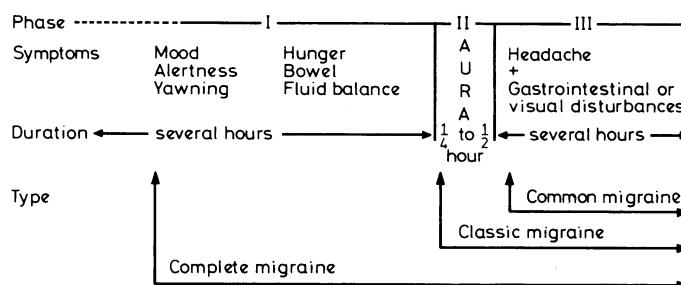 Phase I II III
Symptoms Mood Hunger A Headache
Alertness Bowel U +
Yawning Fluid balance R Gastrointestinal or
A visual disturbances
Duration several hours 1/4 to 1/2 several hours
hour
Type
Common migraine
Classic migraine
Complete migraine